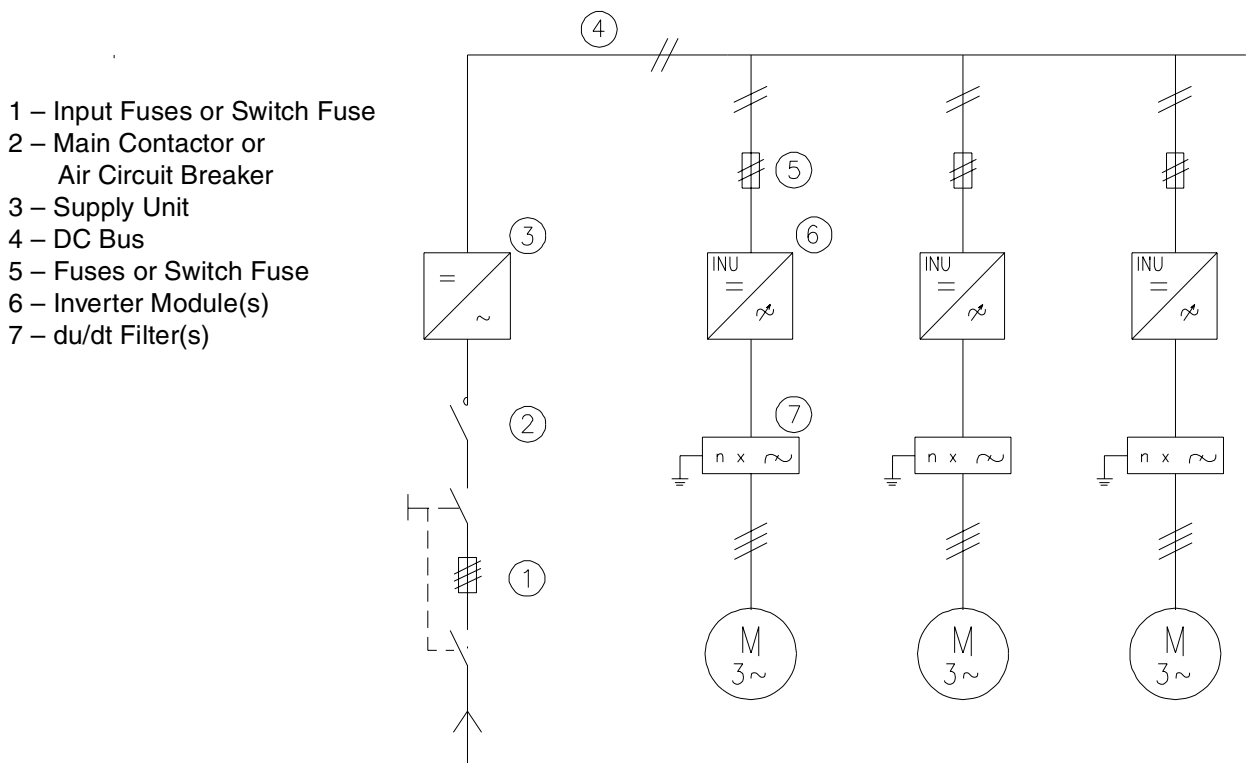 4
1 – Input Fuses or Switch Fuse
2 – Main Contactor or
Air Circuit Breaker
3 – Supply Unit
4 – DC Bus
5 – Fuses or Switch Fuse
6 – Inverter Module(s)
7 – du/dt Filter(s)
5
3
6
= ~
INU =
INU =
INU =
2
7
n x
n x
n x
1
M
3~
M
3~
M
3~